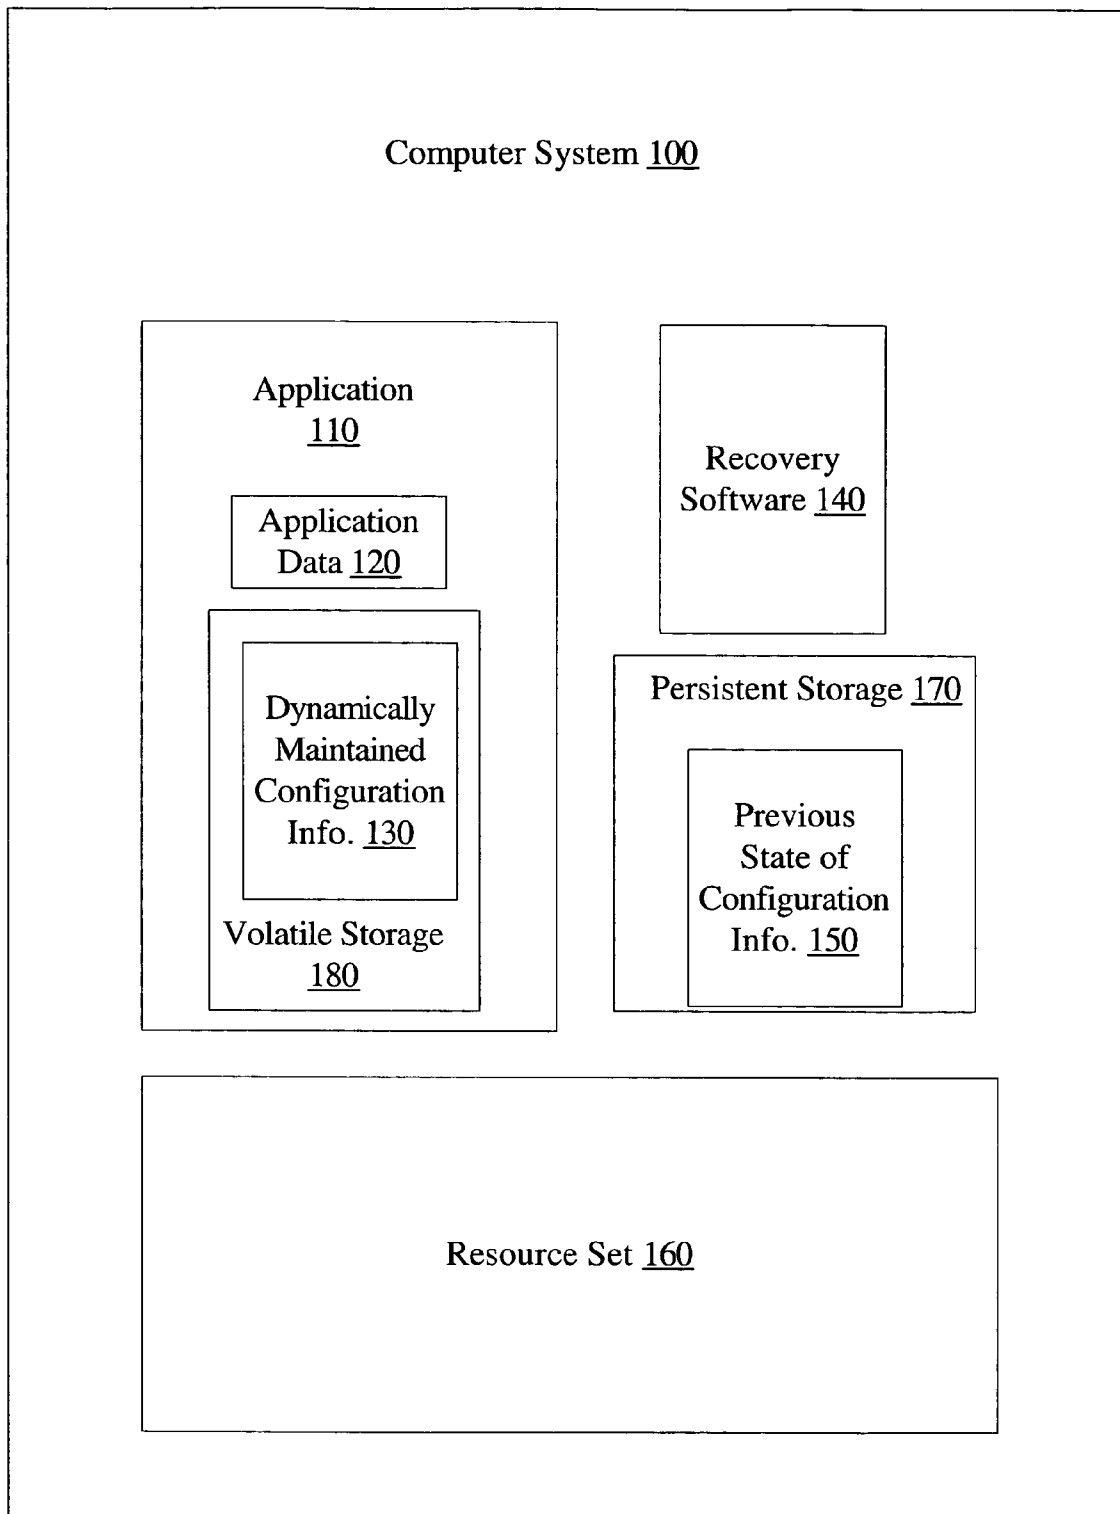 Computer System 100
Application
110
Application
Data 120
Dynamically
Maintained
Configuration
Info. 130
Volatile Storage
180
Recovery
Software 140
Persistent Storage 170
Previous
State of
Configuration
Info. 150
Resource Set 160